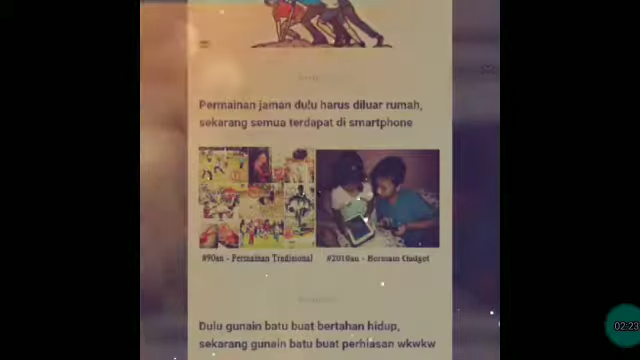 Permainan jaman dulu harus diluar rumah,
sekarang semua terdapat di smartphone
#90an - Permainan Tradisional
#2010an - Bermain Gadget
Dulu gunain batu buat bertahan hidup,
sekarang gunain batu buat perhiasan wkwkw
02:23